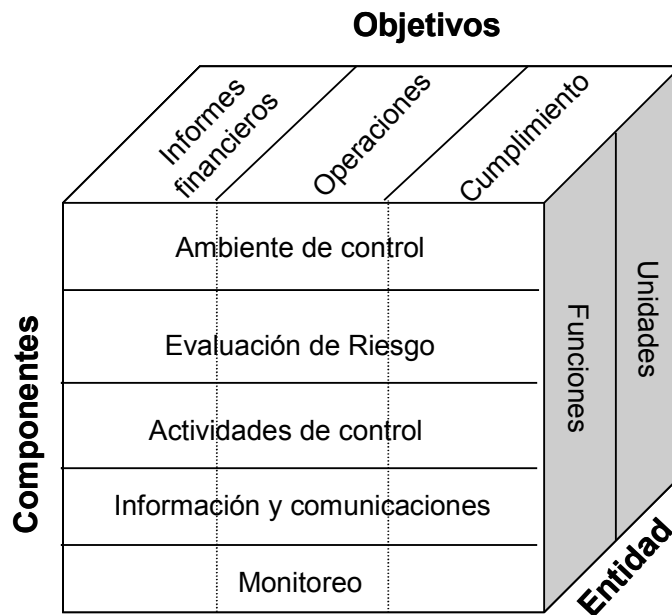 Objetivos
Informes
financieros
Operaciones
Cumplimiento
Componentes
Ambiente de control
Evaluación de Riesgo
Actividades de control
Información y comunicaciones
Monitoreo
Funciones
Unidades
Entidad